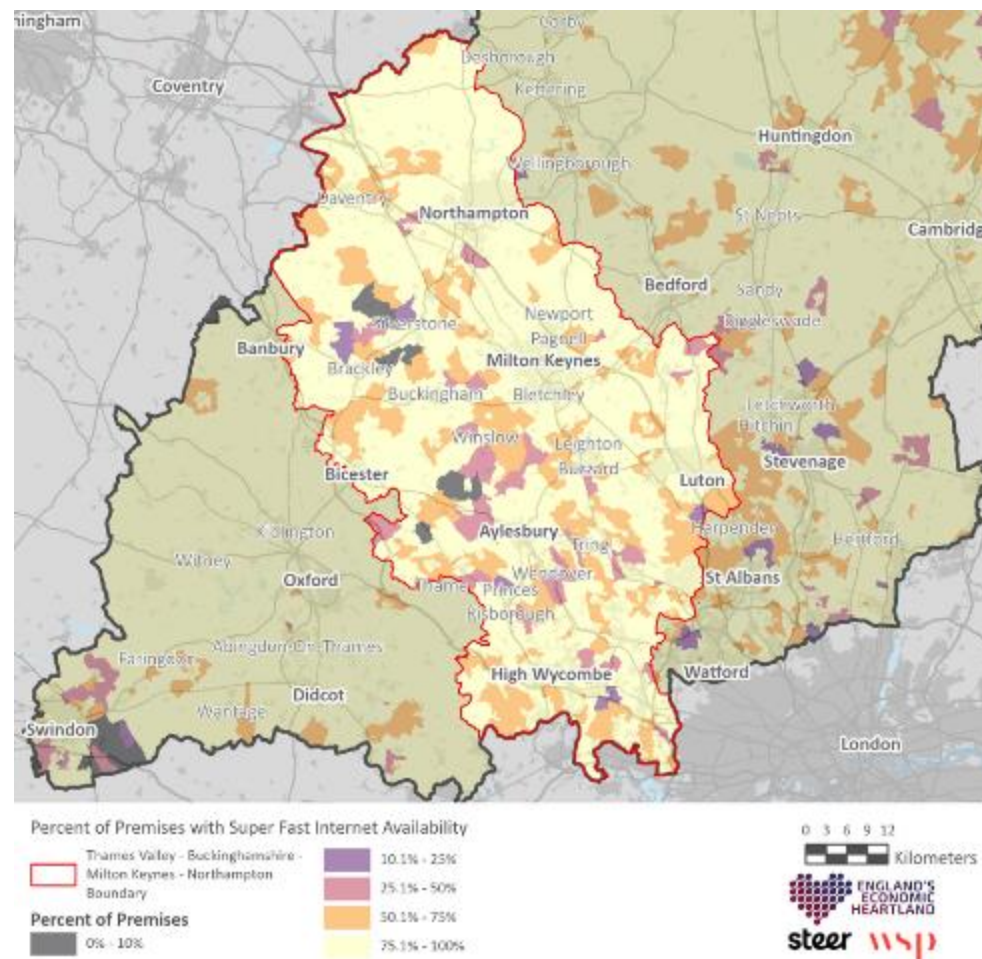 ningham
Corby
Desborough
Coventry
Kettering
Huntingdon
Wellingborough
Daventry
Northampton
St Neots
Cambridg
Bedford
Sandy
Silverstone
Newport
Pagnell
Biggleswade
Banbury
Milton Keynes
Brackley
Buckingham
Bletchley
Letchworth
Hitchin
Winslow
Leighton
Buzzard
Stevenage
Bicester
Luton
Kidlington
Aylesbury
Harpenden
Hertford
Tring
Witney
Oxford
Wendover
St Albans
Thame
Princes
Risborough
Abingdon-On-Thames
Faringdon
High Wycombe
Watford
Didcot
Wantage
Swindon
London
Percent of Premises with Super Fast Internet Availability
Thames Valley - Buckinghamshire -
Milton Keynes - Northampton
Boundary
Percent of Premises
0% - 10%
10.1% - 25%
25.1% - 50%
50.1% - 75%
75.1% - 100%
0 3 6 9 12
Kilometers
ENGLAND'S
ECONOMIC
HEARTLAND
steer wsp